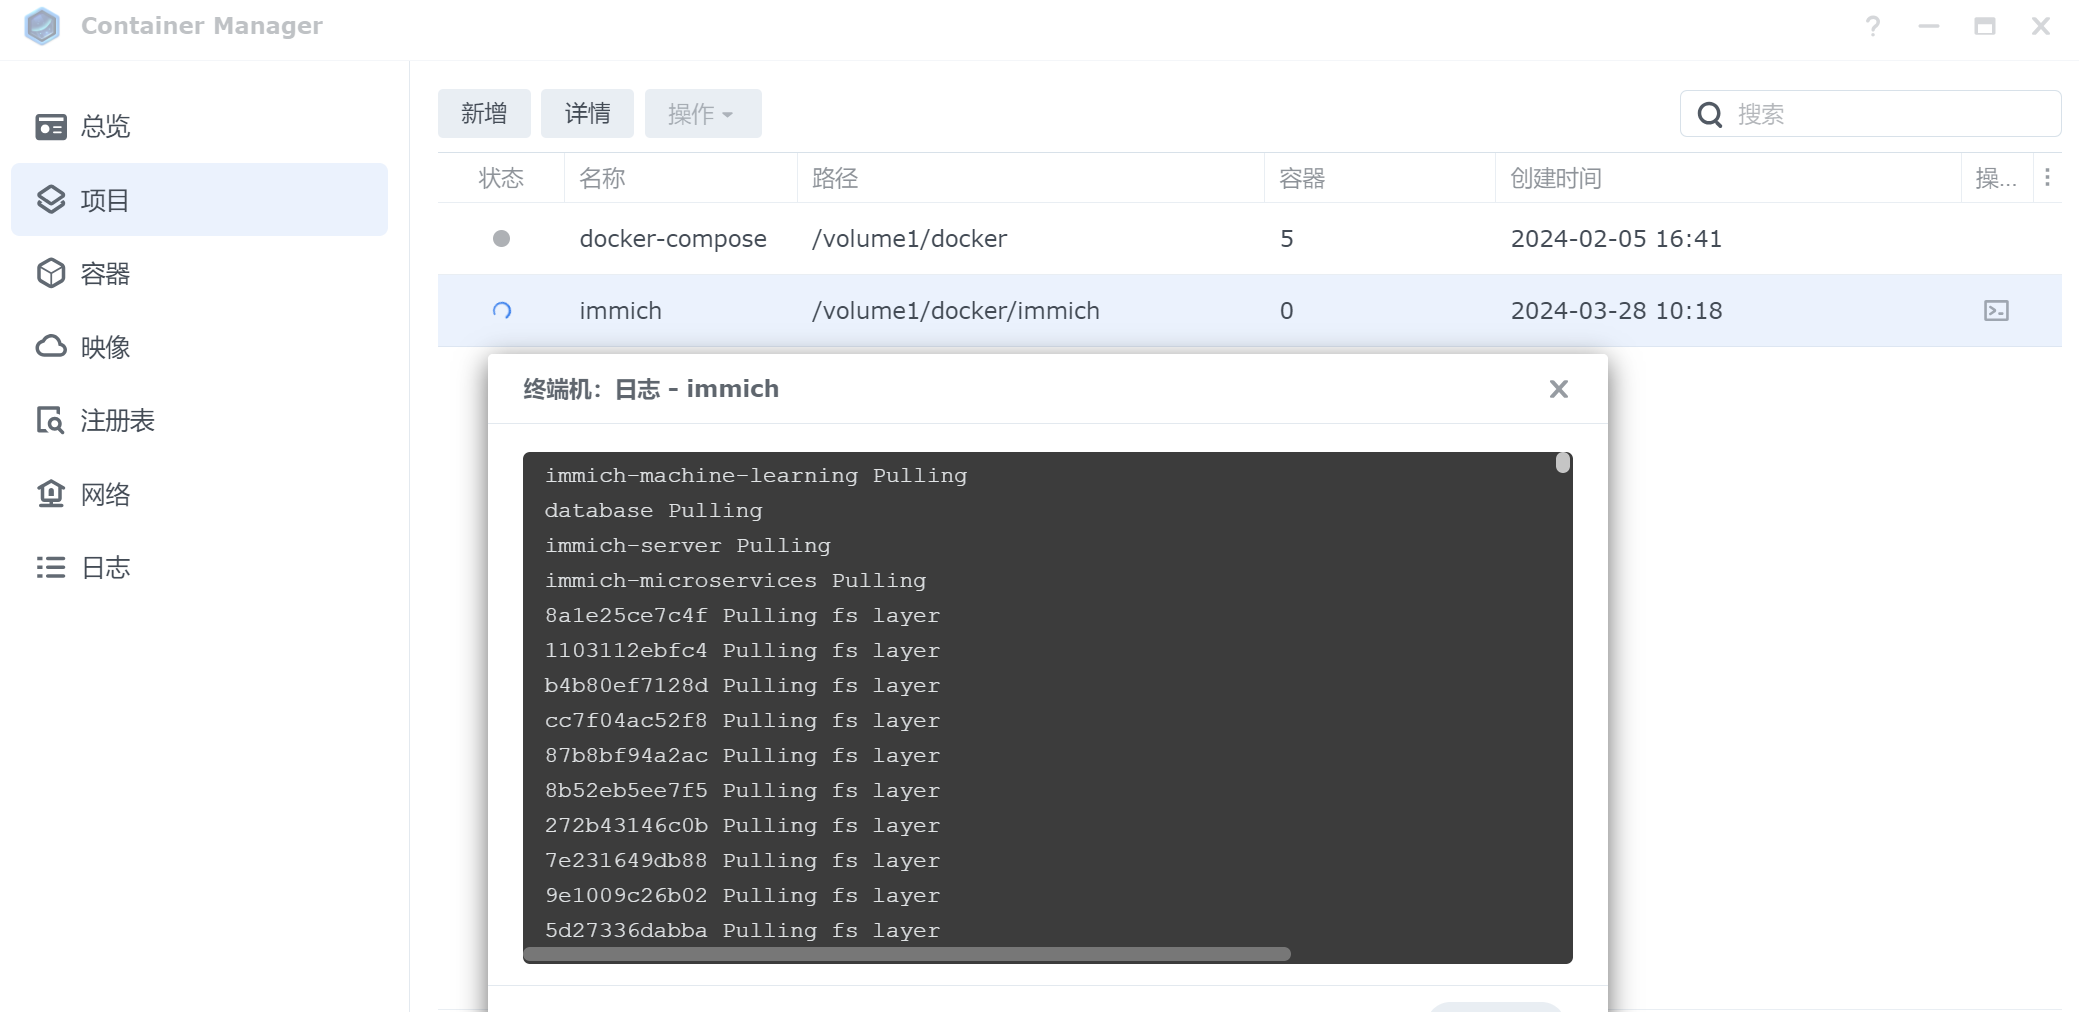 Container Manager
总览
项目
容器
映像
注册表
网络
日志
新增 详情 操作 搜索
状态 名称 路径 容器 创建时间 操...
docker-compose /volume1/docker 5 2024-02-05 16:41
immich /volume1/docker/immich 0 2024-03-28 10:18
终端机：日志 - immich
immich-machine-learning Pulling
database Pulling
immich-server Pulling
immich-microservices Pulling
8a1e25ce7c4f Pulling fs layer
1103112ebfc4 Pulling fs layer
b4b80ef7128d Pulling fs layer
cc7f04ac52f8 Pulling fs layer
87b8bf94a2ac Pulling fs layer
8b52eb5ee7f5 Pulling fs layer
272b43146c0b Pulling fs layer
7e231649db88 Pulling fs layer
9e1009c26b02 Pulling fs layer
5d27336dabba Pulling fs layer